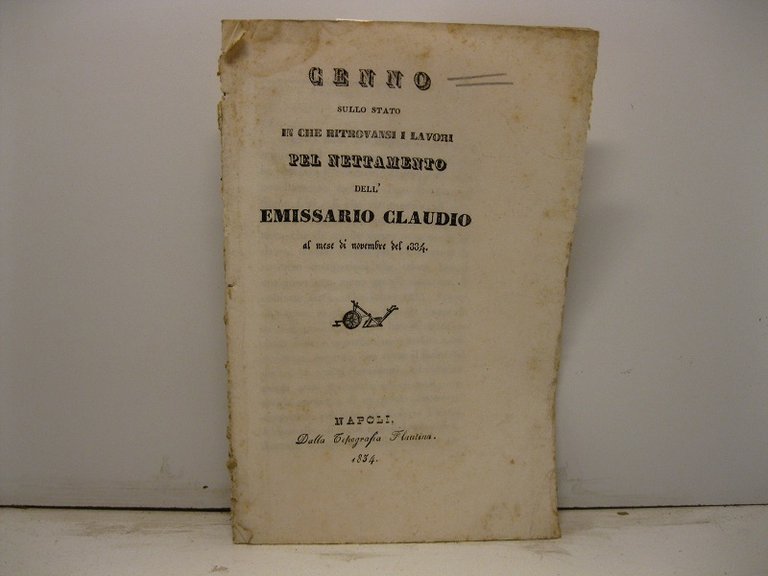 CENNO
SULLO STATO
IN CHE RITROVANSI I LAVORI
PEL NETTAMENTO
DELL'
EMISSARIO CLAUDIO
al mese di novembre del 1834.
NAPOLI,
Dalla Tipografia Flautina.
1834.